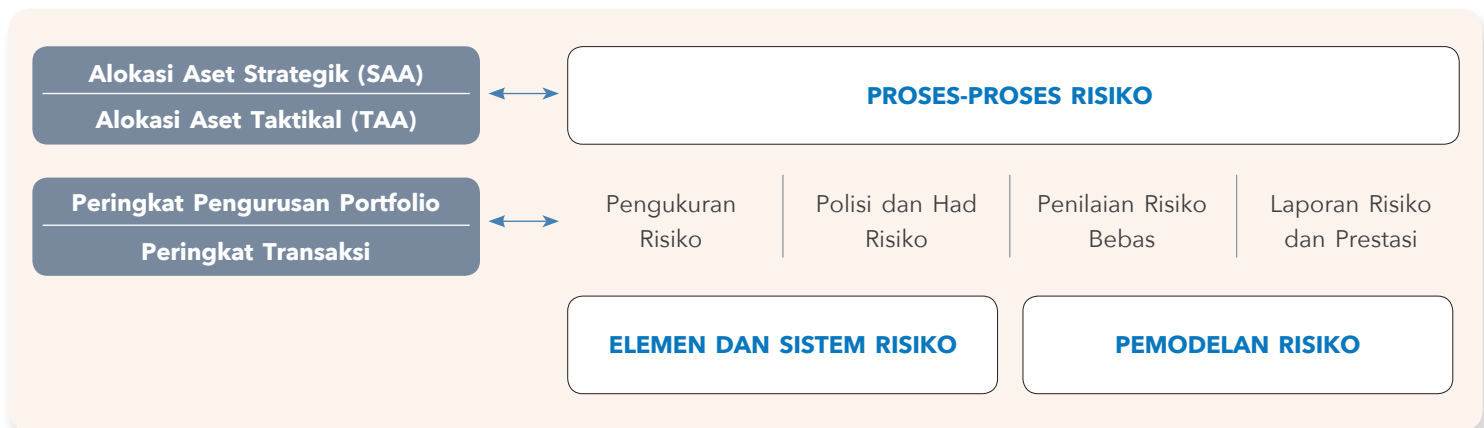 Alokasi Aset Strategik (SAA)
Alokasi Aset Taktikal (TAA)
PROSES-PROSES RISIKO
Peringkat Pengurusan Portfolio
Peringkat Transaksi
Pengukuran
Risiko
Polisi dan Had
Risiko
Penilaian Risiko
Bebas
Laporan Risiko
dan Prestasi
ELEMEN DAN SISTEM RISIKO
PEMODELAN RISIKO